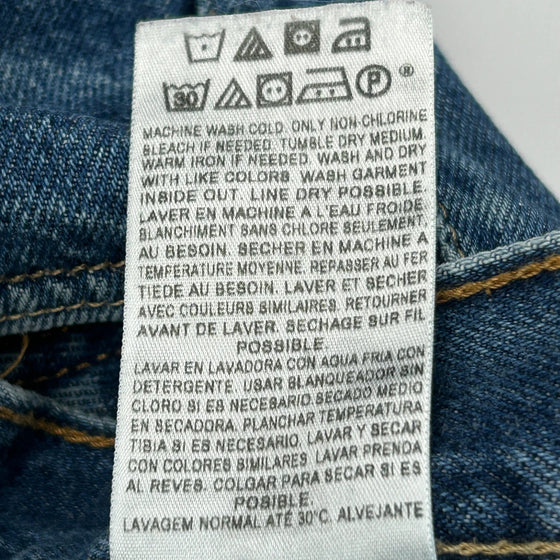 30 P ®
MACHINE WASH COLD. ONLY NON-CHLORINE
BLEACH IF NEEDED. TUMBLE DRY MEDIUM.
WARM IRON IF NEEDED. WASH AND DRY
WITH LIKE COLORS. WASH GARMENT
INSIDE OUT. LINE DRY POSSIBLE.
LAVER EN MACHINE A L'EAU FROIDE.
BLANCHIMENT SANS CHLORE SEULEMENT,
AU BESOIN. SECHER EN MACHINE A
TEMPERATURE MOYENNE. REPASSER AU FER
TIEDE AU BESOIN. LAVER ET SECHER
AVEC COULEURS SIMILAIRES. RETOURNER
AVANT DE LAVER. SECHAGE SUR FIL
POSSIBLE.
LAVAR EN LAVADORA CON AGUA FRIA CON
DETERGENTE. USAR BLANQUEADOR SIN
CLORO SI ES NECESARIO. SECADO MEDIO
EN SECADORA. PLANCHAR TEMPERATURA
TIBIA SI ES NECESARIO. LAVAR Y SECAR
CON COLORES SIMILARES LAVAR PRENDA
AL REVES. COLGAR PARA SECAR SI ES
POSIBLE.
LAVAGEM NORMAL ATÉ 30°C. ALVEJANTE